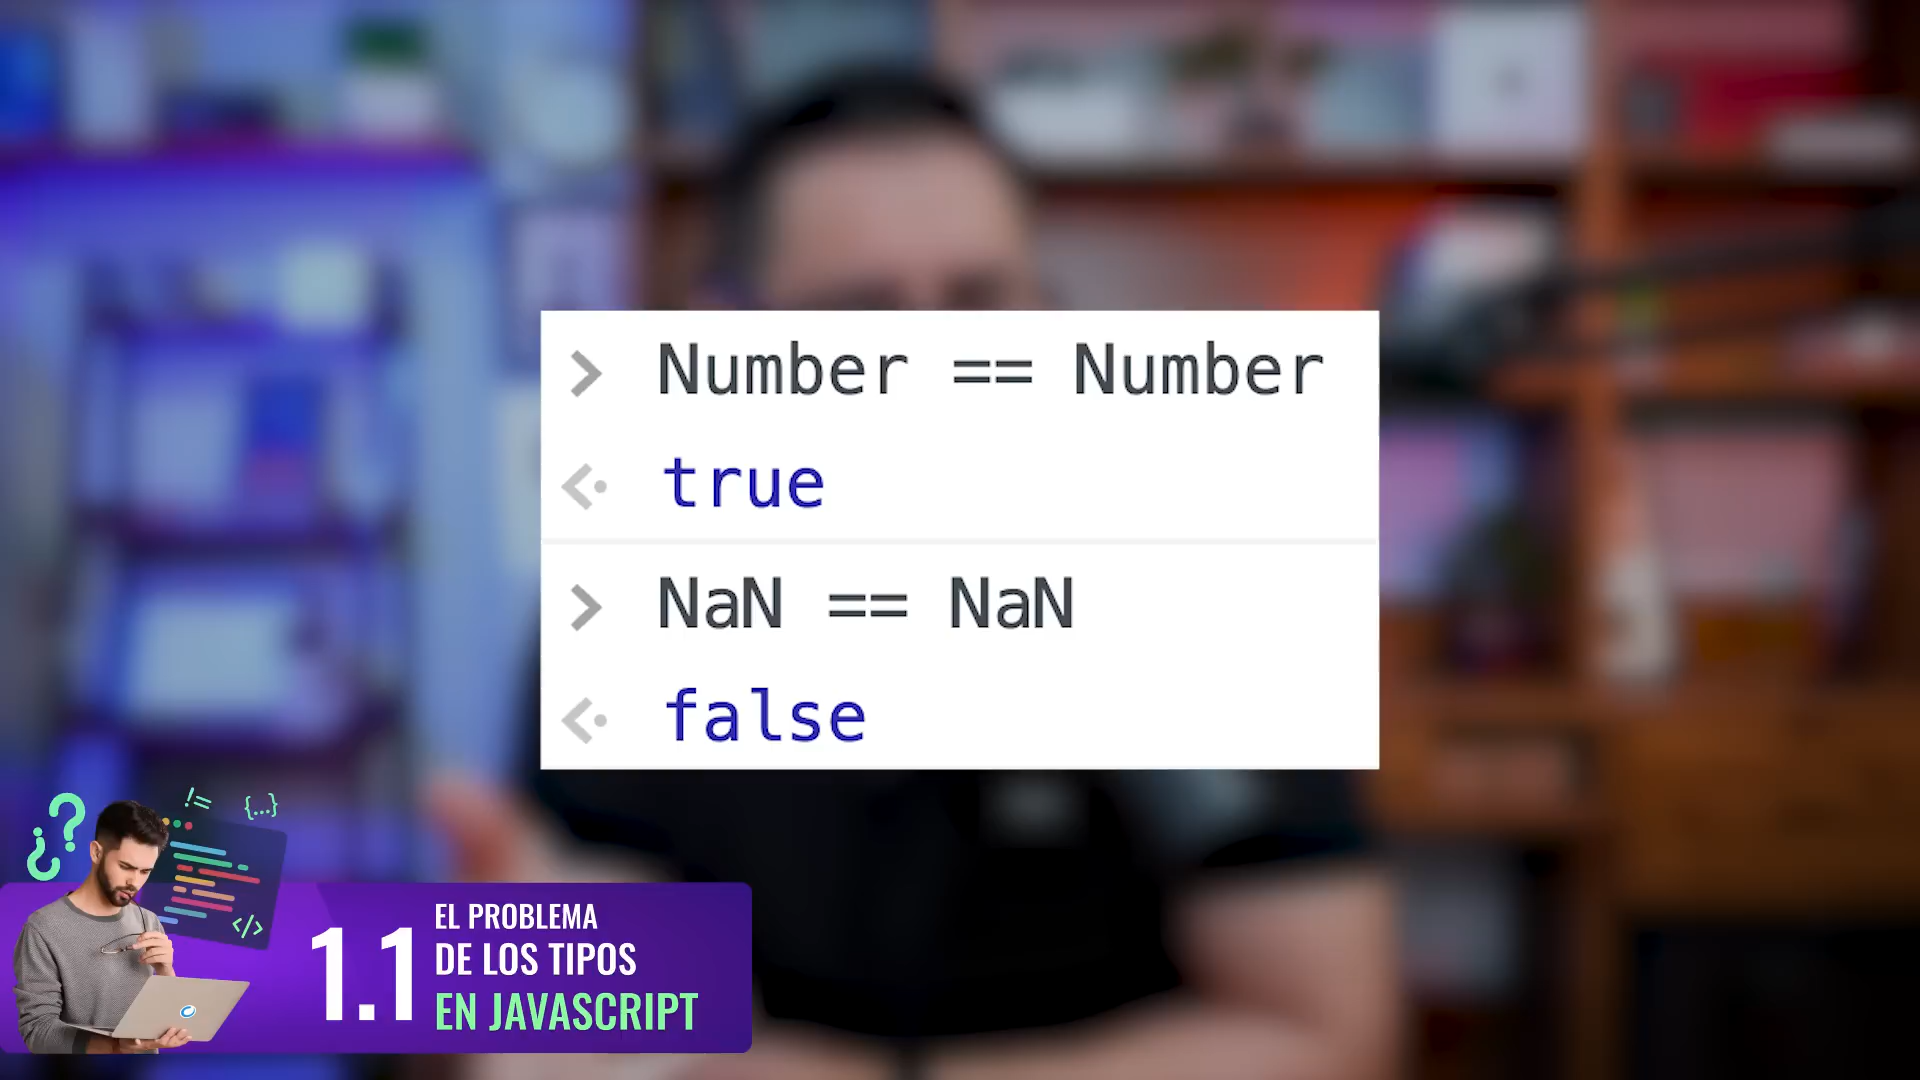 > Number == Number
<· true
> NaN == NaN
<· false
¿?
!= {...}
</>
1.1
EL PROBLEMA
DE LOS TIPOS
EN JAVASCRIPT